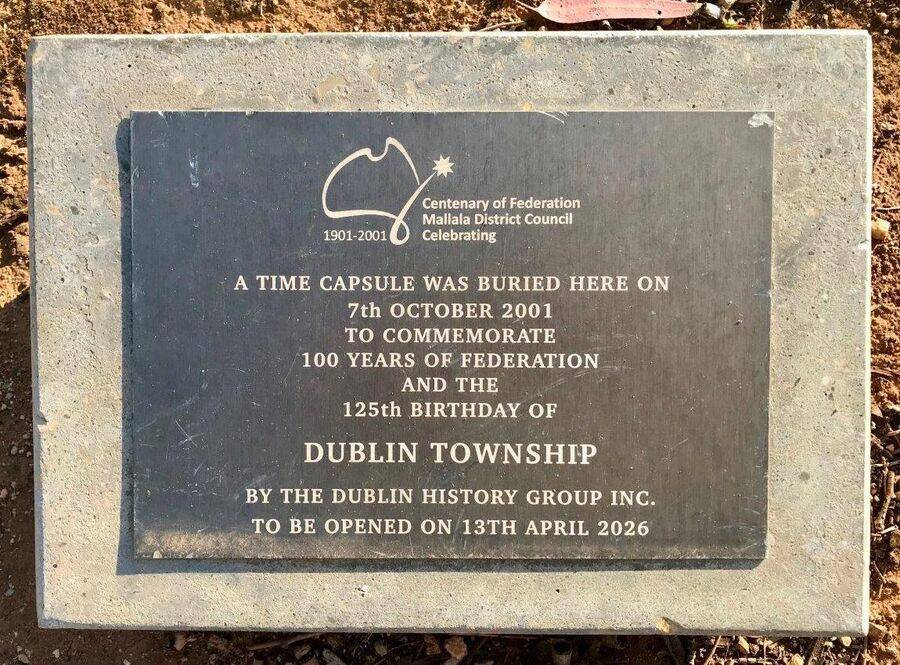 Centenary of Federation
Mallala District Council
1901-2001 Celebrating
A TIME CAPSULE WAS BURIED HERE ON
7th OCTOBER 2001
TO COMMEMORATE
100 YEARS OF FEDERATION
AND THE
125th BIRTHDAY OF
DUBLIN TOWNSHIP
BY THE DUBLIN HISTORY GROUP INC.
TO BE OPENED ON 13TH APRIL 2026